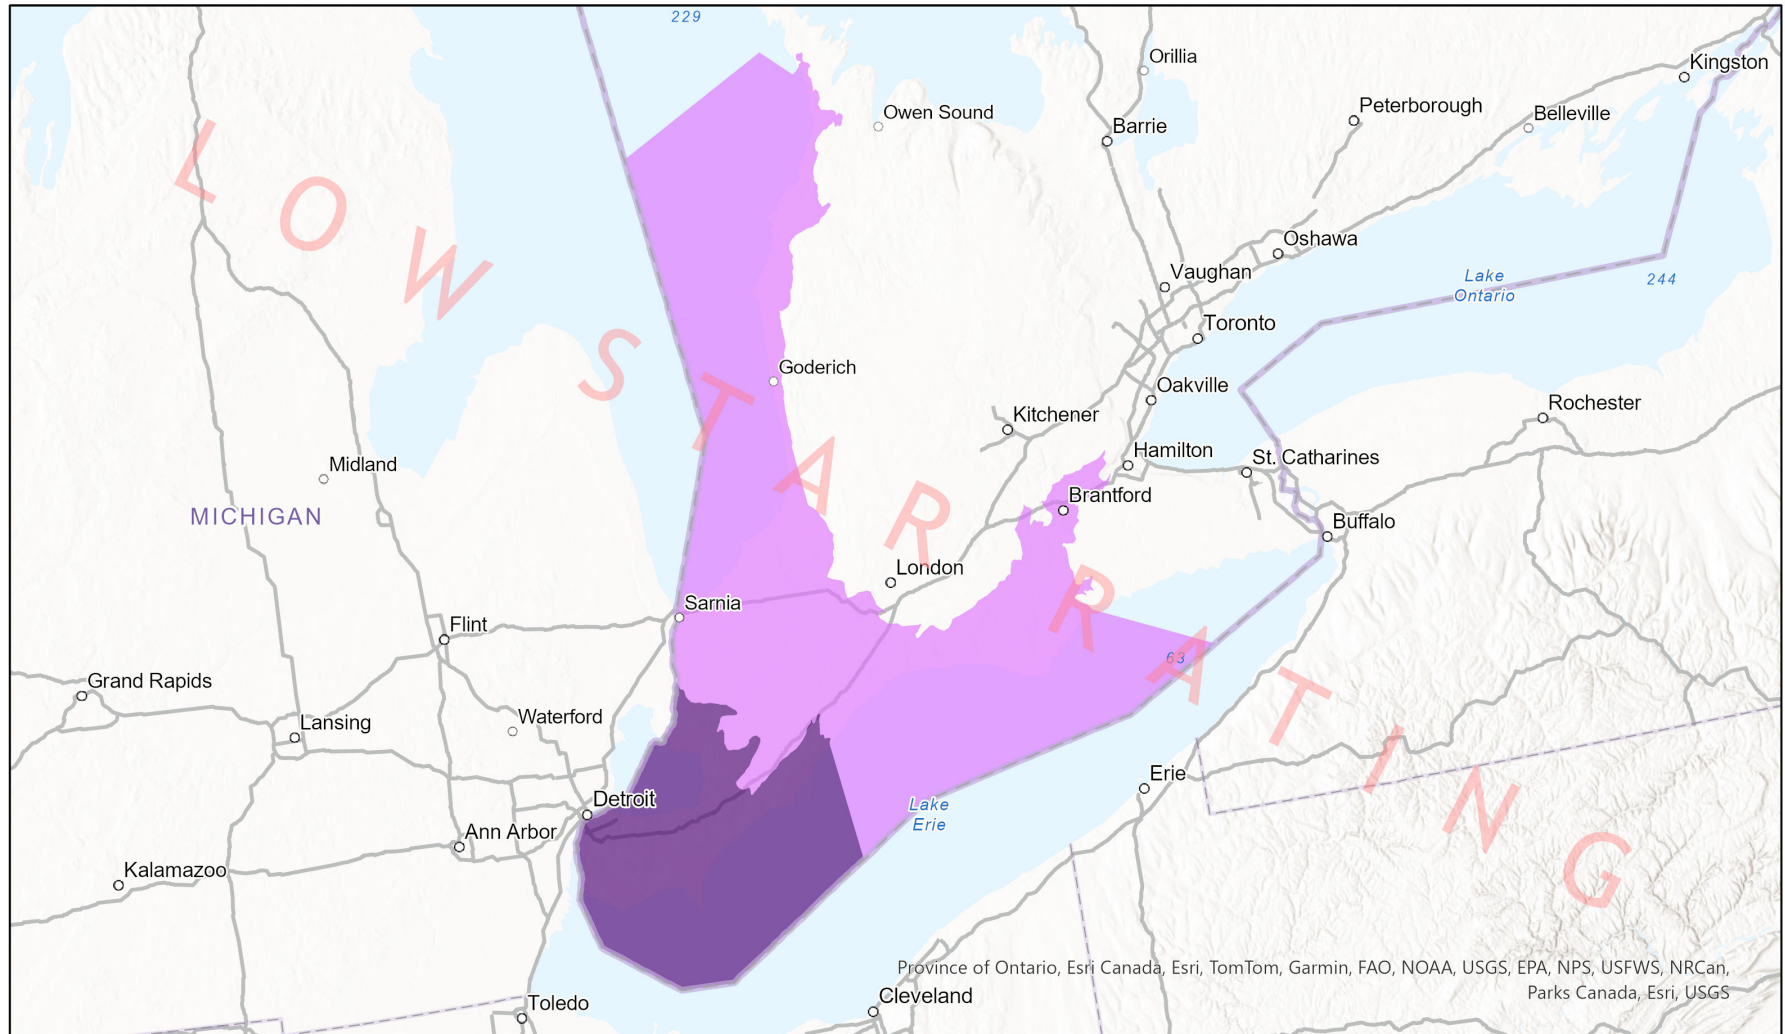 229
Orillia
Kingston
Peterborough
Owen Sound
Belleville
Barrie
LOW STAR RATING
Oshawa
Vaughan
Lake
Ontario
244
Toronto
Goderich
Oakville
Rochester
Kitchener
Hamilton
St. Catharines
Midland
Brantford
MICHIGAN
Buffalo
London
Sarnia
Flint
63
Grand Rapids
Waterford
Lansing
Erie
Detroit
Lake
Erie
Ann Arbor
Kalamazoo
Province of Ontario, Esri Canada, Esri, TomTom, Garmin, FAO, NOAA, USGS, EPA, NPS, USFWS, NRCan,
Parks Canada, Esri, USGS
Cleveland
Toledo